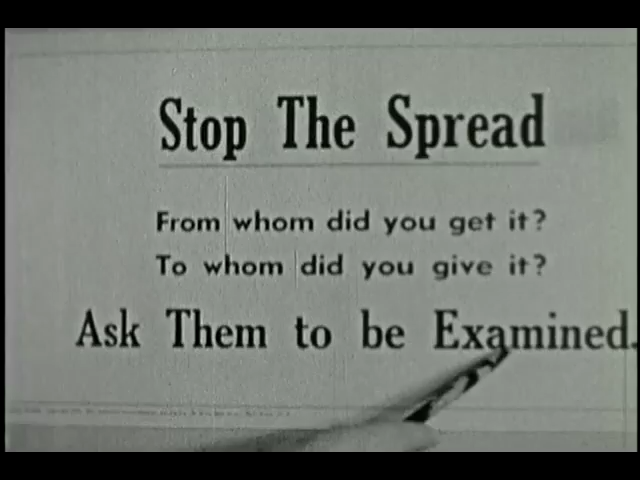 Stop The Spread
From whom did you get it?
To whom did you give it?
Ask Them to be Examined.